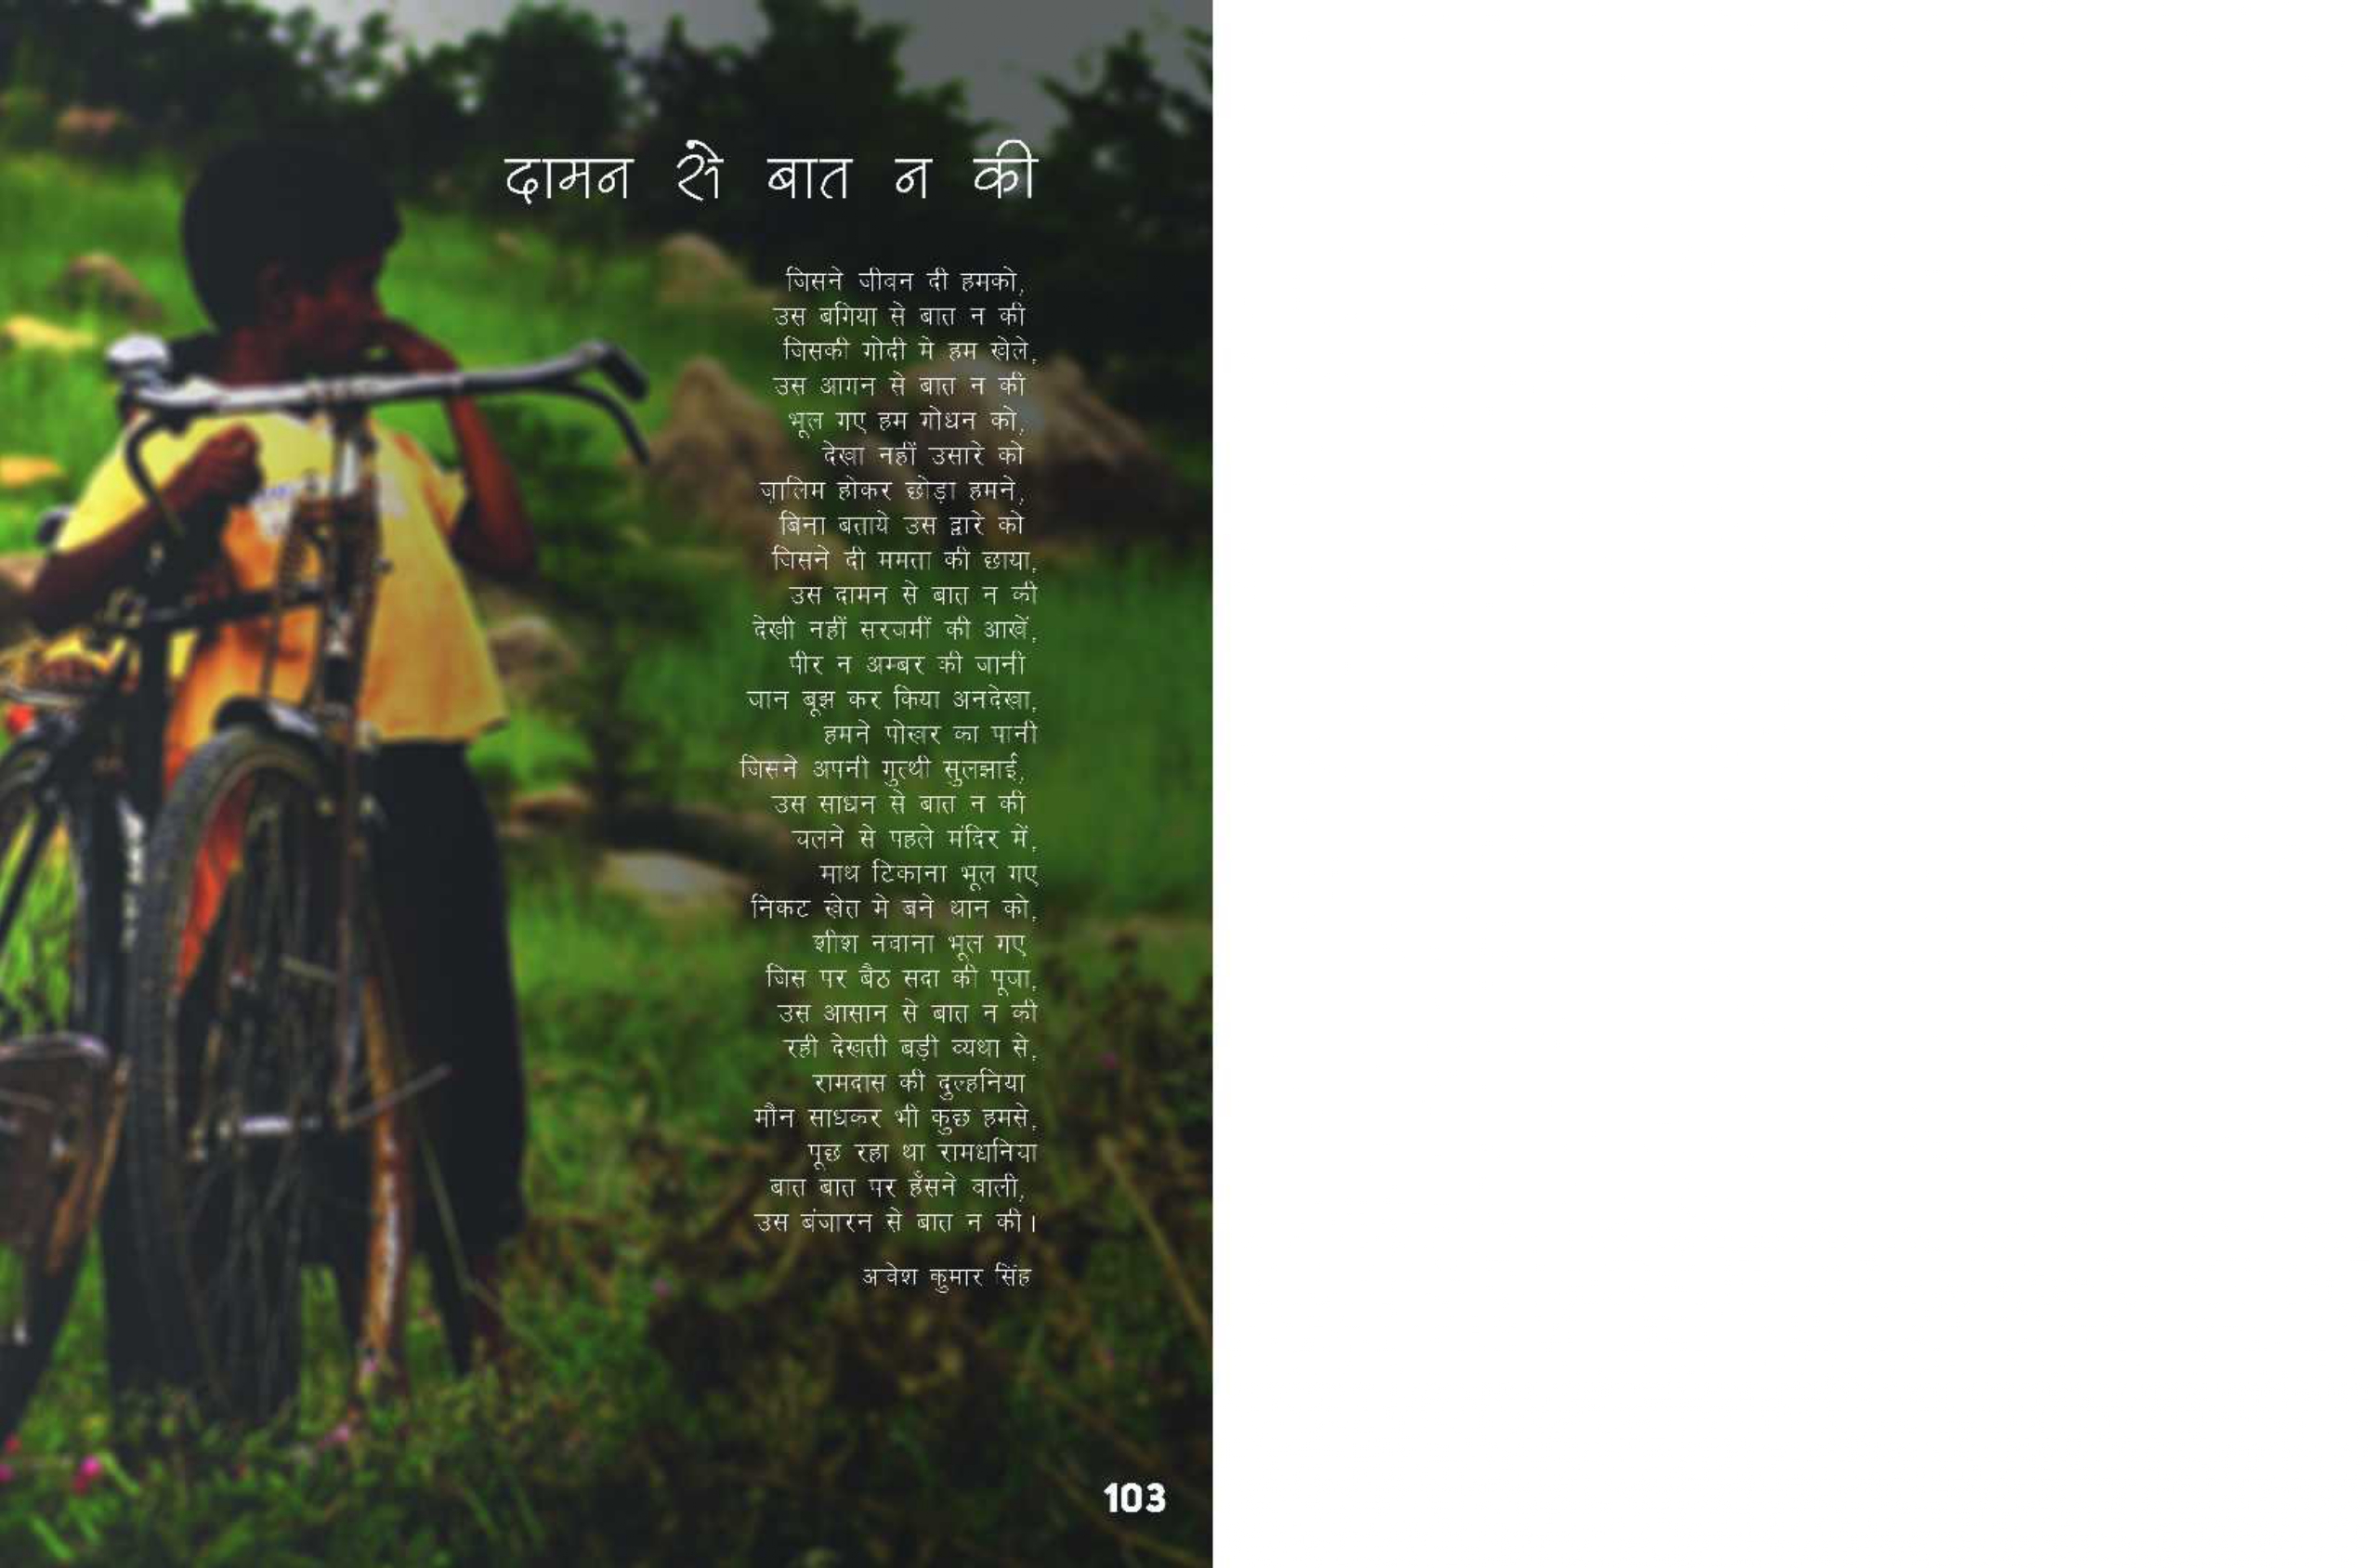 दामन से बात न की
जिसने जीवन दी हमको,
उस बगिया से बात न की
जिसकी गोदी मे हम खेले,
उस आगन से बात न की
भूल गए हम गोधन को,
देखा नहीं उसारे को
ज़ालिम होकर छोड़ा हमने,
बिना बताये उस द्वारे को
जिसने दी ममता की छाया,
उस दामन से बात न की
देखी नहीं सरजमीं की आखें,
पीर न अम्बर की जानी
जान बूझ कर किया अनदेखा,
हमने पोखर का पानी
जिसने अपनी गुत्थी सुलझाई,
उस साधन से बात न की
चलने से पहले मंदिर में,
माथ टिकाना भूल गए
निकट खेत मे बने थान को,
शीश नवाना भूल गए
जिस पर बैठ सदा की पूजा,
उस आसान से बात न की
रही देखती बड़ी व्यथा से,
रामदास की दुल्हनिया
मौन साधकर भी कुछ हमसे,
पूछ रहा था रामधनिया
बात बात पर हँसने वाली,
उस बंजारन से बात न की।
कुमार सिंह
103